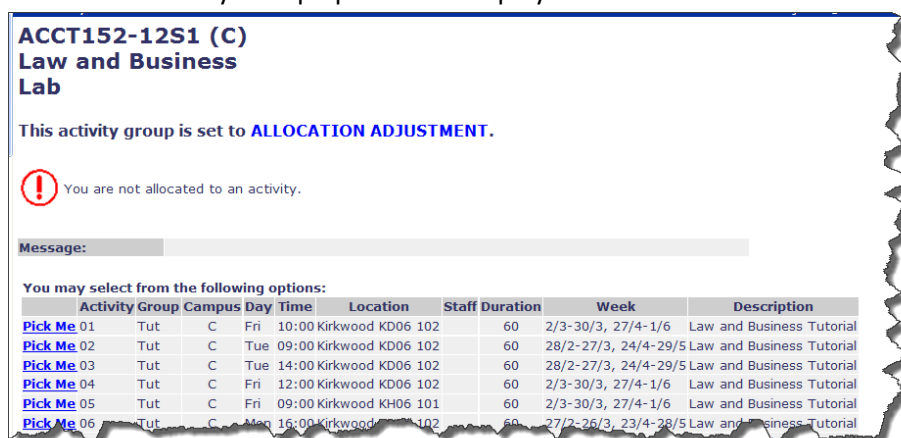 ACCT152-12S1 (C)
Law and Business
Lab
This activity group is set to ALLOCATION ADJUSTMENT.
You are not allocated to an activity.
Message:
You may select from the following options:
Activity Group Campus Day Time Location Staff Duration Week Description
Pick Me 01 Tut C Fri 10:00 Kirkwood KD06 102 60 2/3-30/3, 27/4-1/6 Law and Business Tutorial
Pick Me 02 Tut C Tue 09:00 Kirkwood KD06 102 60 28/2-27/3, 24/4-29/5 Law and Business Tutorial
Pick Me 03 Tut C Tue 14:00 Kirkwood KD06 102 60 28/2-27/3, 24/4-29/5 Law and Business Tutorial
Pick Me 04 Tut C Fri 12:00 Kirkwood KD06 102 60 2/3-30/3, 27/4-1/6 Law and Business Tutorial
Pick Me 05 Tut C Fri 09:00 Kirkwood KH06 101 60 2/3-30/3, 27/4-1/6 Law and Business Tutorial
Pick Me 06 Tut C Mon 16:00 Kirkwood 102 60 27/2-26/3, 23/4-28/5 Law and Business Tutorial